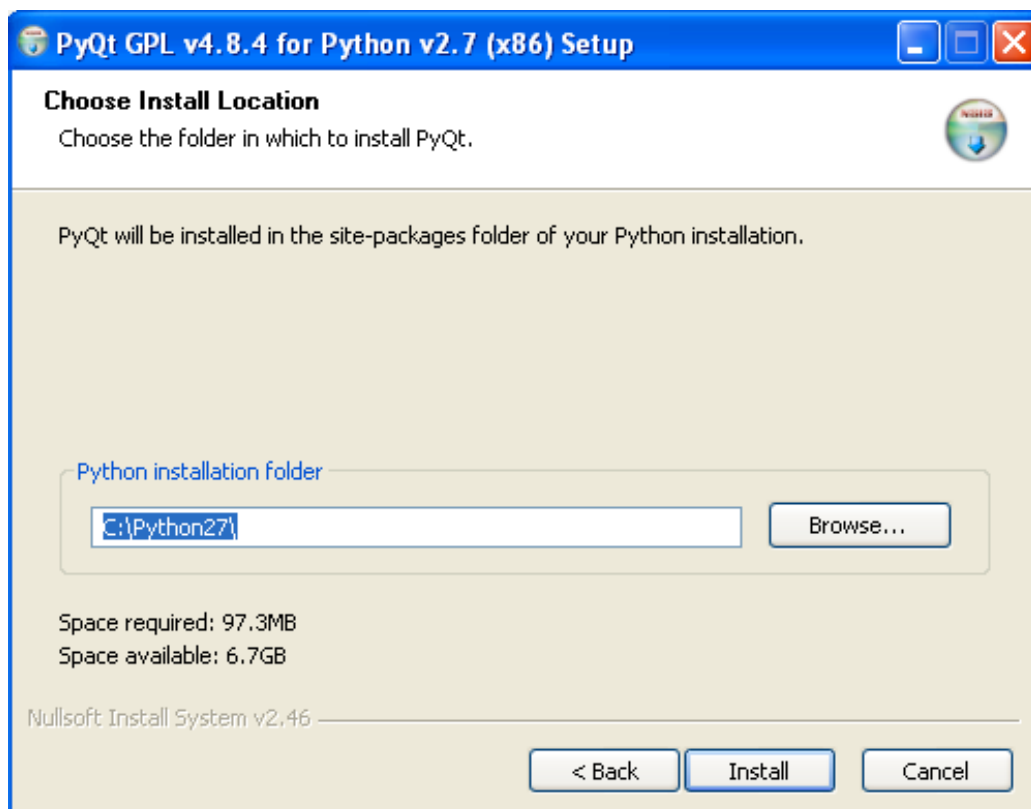 PyQt GPL v4.8.4 for Python v2.7 (x86) Setup
Choose Install Location
Choose the folder in which to install PyQt.
PyQt will be installed in the site-packages folder of your Python installation.
Python installation folder
C:\Python27\
Browse...
Space required: 97.3MB
Space available: 6.7GB
Nullsoft Install System v2.46
< Back
Install
Cancel